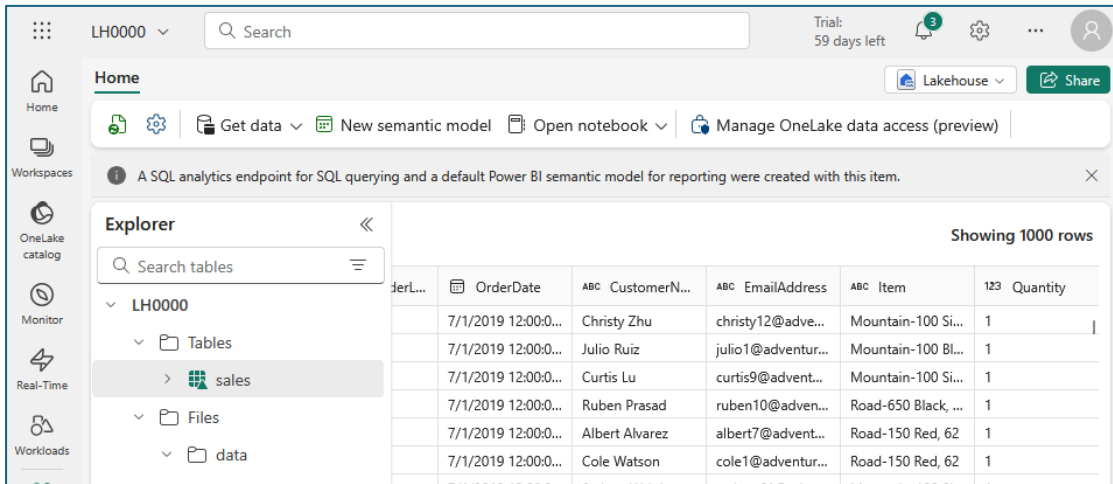 LH0000
Search
Trial:
59 days left
3
Home
Workspaces
OneLake
catalog
Monitor
Real-Time
Workloads
Home
Lakehouse
Share
Get data
New semantic model
Open notebook
Manage OneLake data access (preview)
A SQL analytics endpoint for SQL querying and a default Power BI semantic model for reporting were created with this item.
Explorer
Search tables
LH0000
Tables
sales
Files
data
Showing 1000 rows
derL... OrderDate ABC CustomerN... ABC EmailAddress ABC Item 123 Quantity
7/1/2019 12:00:0... Christy Zhu christy12@adve... Mountain-100 Si... 1
7/1/2019 12:00:0... Julio Ruiz julio1@adventur... Mountain-100 Bl... 1
7/1/2019 12:00:0... Curtis Lu curtis9@advent... Mountain-100 Si... 1
7/1/2019 12:00:0... Ruben Prasad ruben10@adven... Road-650 Black, ... 1
7/1/2019 12:00:0... Albert Alvarez albert7@advent... Road-150 Red, 62 1
7/1/2019 12:00:0... Cole Watson cole1@adventur... Road-150 Red, 62 1